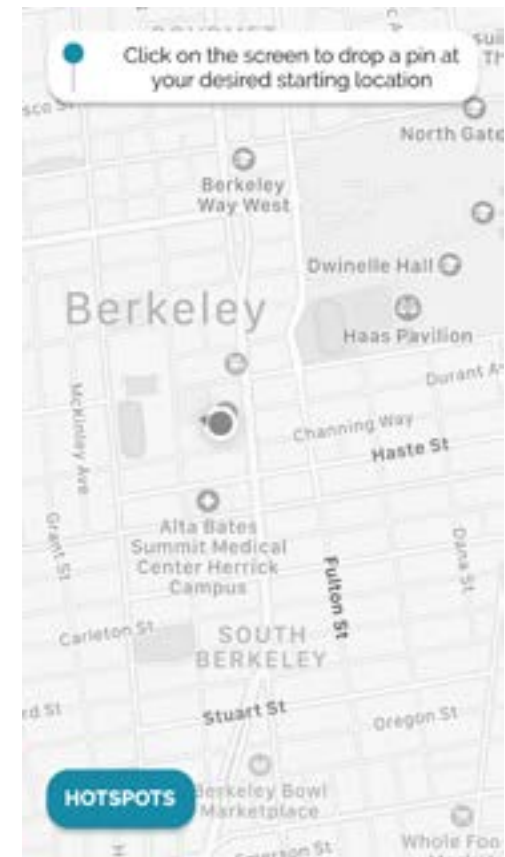 Click on the screen to drop a pin at
your desired starting location
North Gate
Berkeley
Way West
Dwinelle Hall
Berkeley
Haas Pavilion
Durant
McKinley Ave
Channing Way
Haste St
Alta Bates
Summit Medical
Center Herrick
Campus
Grant St
Fulton St
Dana St
Carleton St
SOUTH
BERKELEY
Stuart St
Oregon St
HOTSPOTS
Berkeley Bowl
Marketplace
Whole Foo